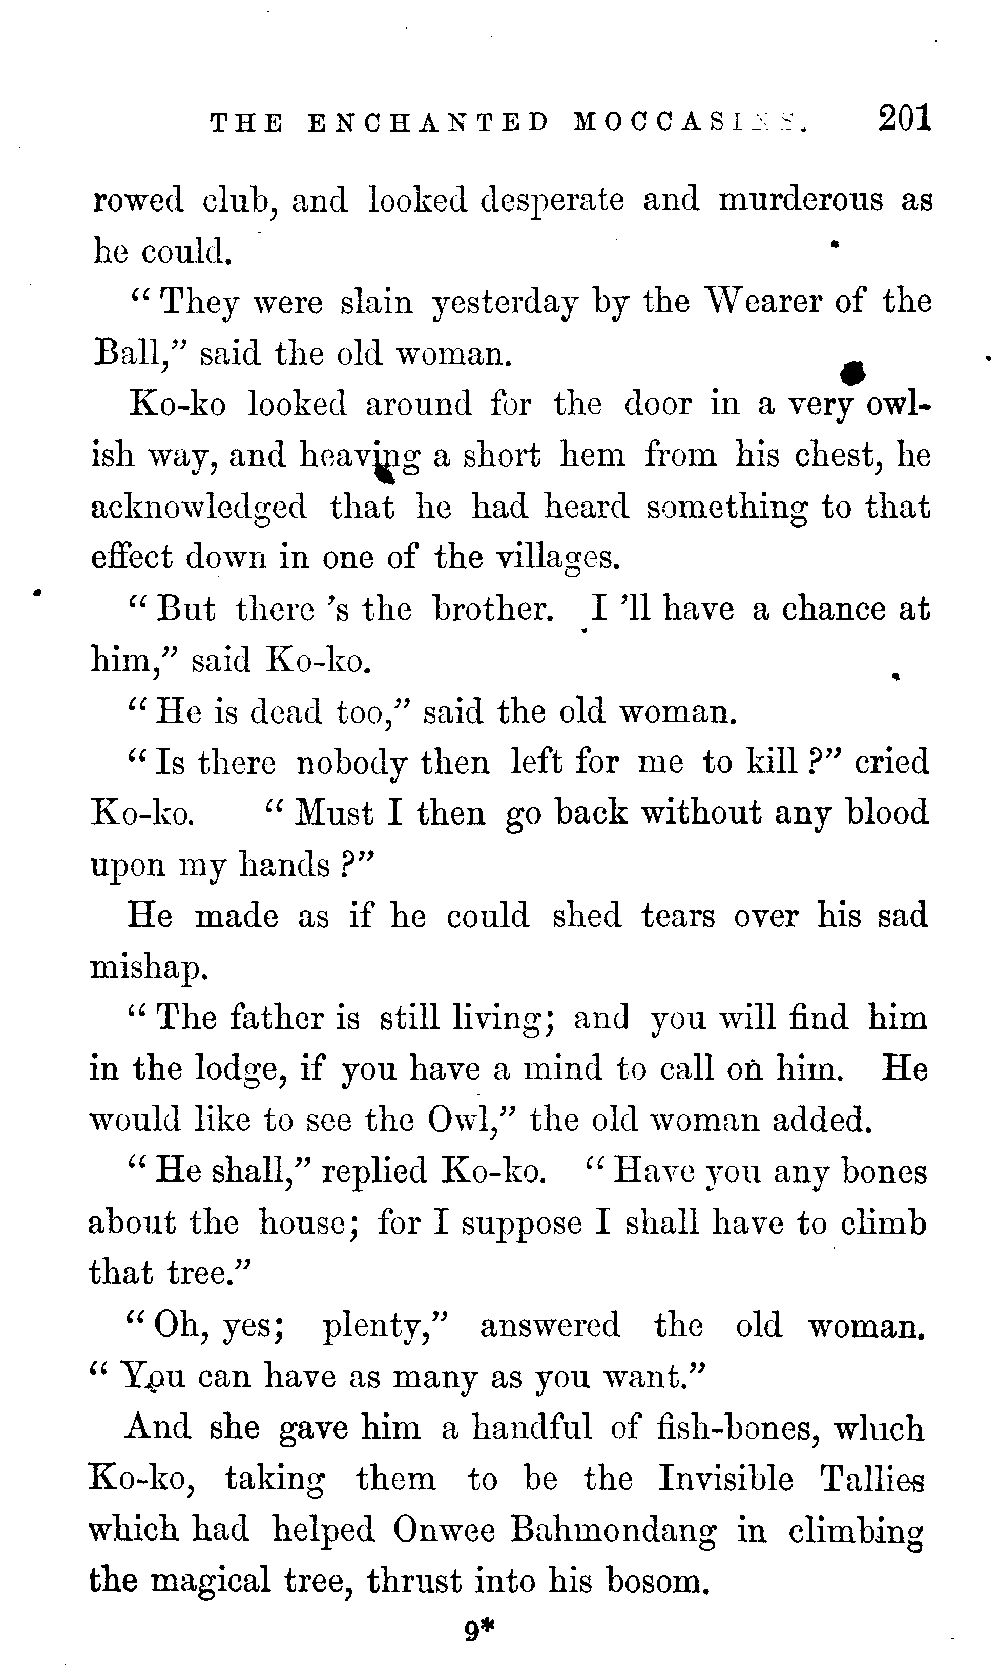 THE ENCHANTED MOCCASINS. 201
rowed club, and looked desperate and murderous as
he could.
"They were slain yesterday by the Wearer of the
Ball," said the old woman.
Ko-ko looked around for the door in a very owl-
ish way, and heaving a short hem from his chest, he
acknowledged that he had heard something to that
effect down in one of the villages.
"But there 's the brother. I 'll have a chance at
him," said Ko-ko.
"He is dead too," said the old woman.
"Is there nobody then left for me to kill?" cried
Ko-ko. "Must I then go back without any blood
upon my hands?"
He made as if he could shed tears over his sad
mishap.
"The father is still living; and you will find him
in the lodge, if you have a mind to call on him. He
would like to see the Owl," the old woman added.
"He shall," replied Ko-ko. "Have you any bones
about the house; for I suppose I shall have to climb
that tree."
"Oh, yes; plenty," answered the old woman.
"You can have as many as you want."
And she gave him a handful of fish-bones, which
Ko-ko, taking them to be the Invisible Tallies
which had helped Onwee Bahmondang in climbing
the magical tree, thrust into his bosom.
9*